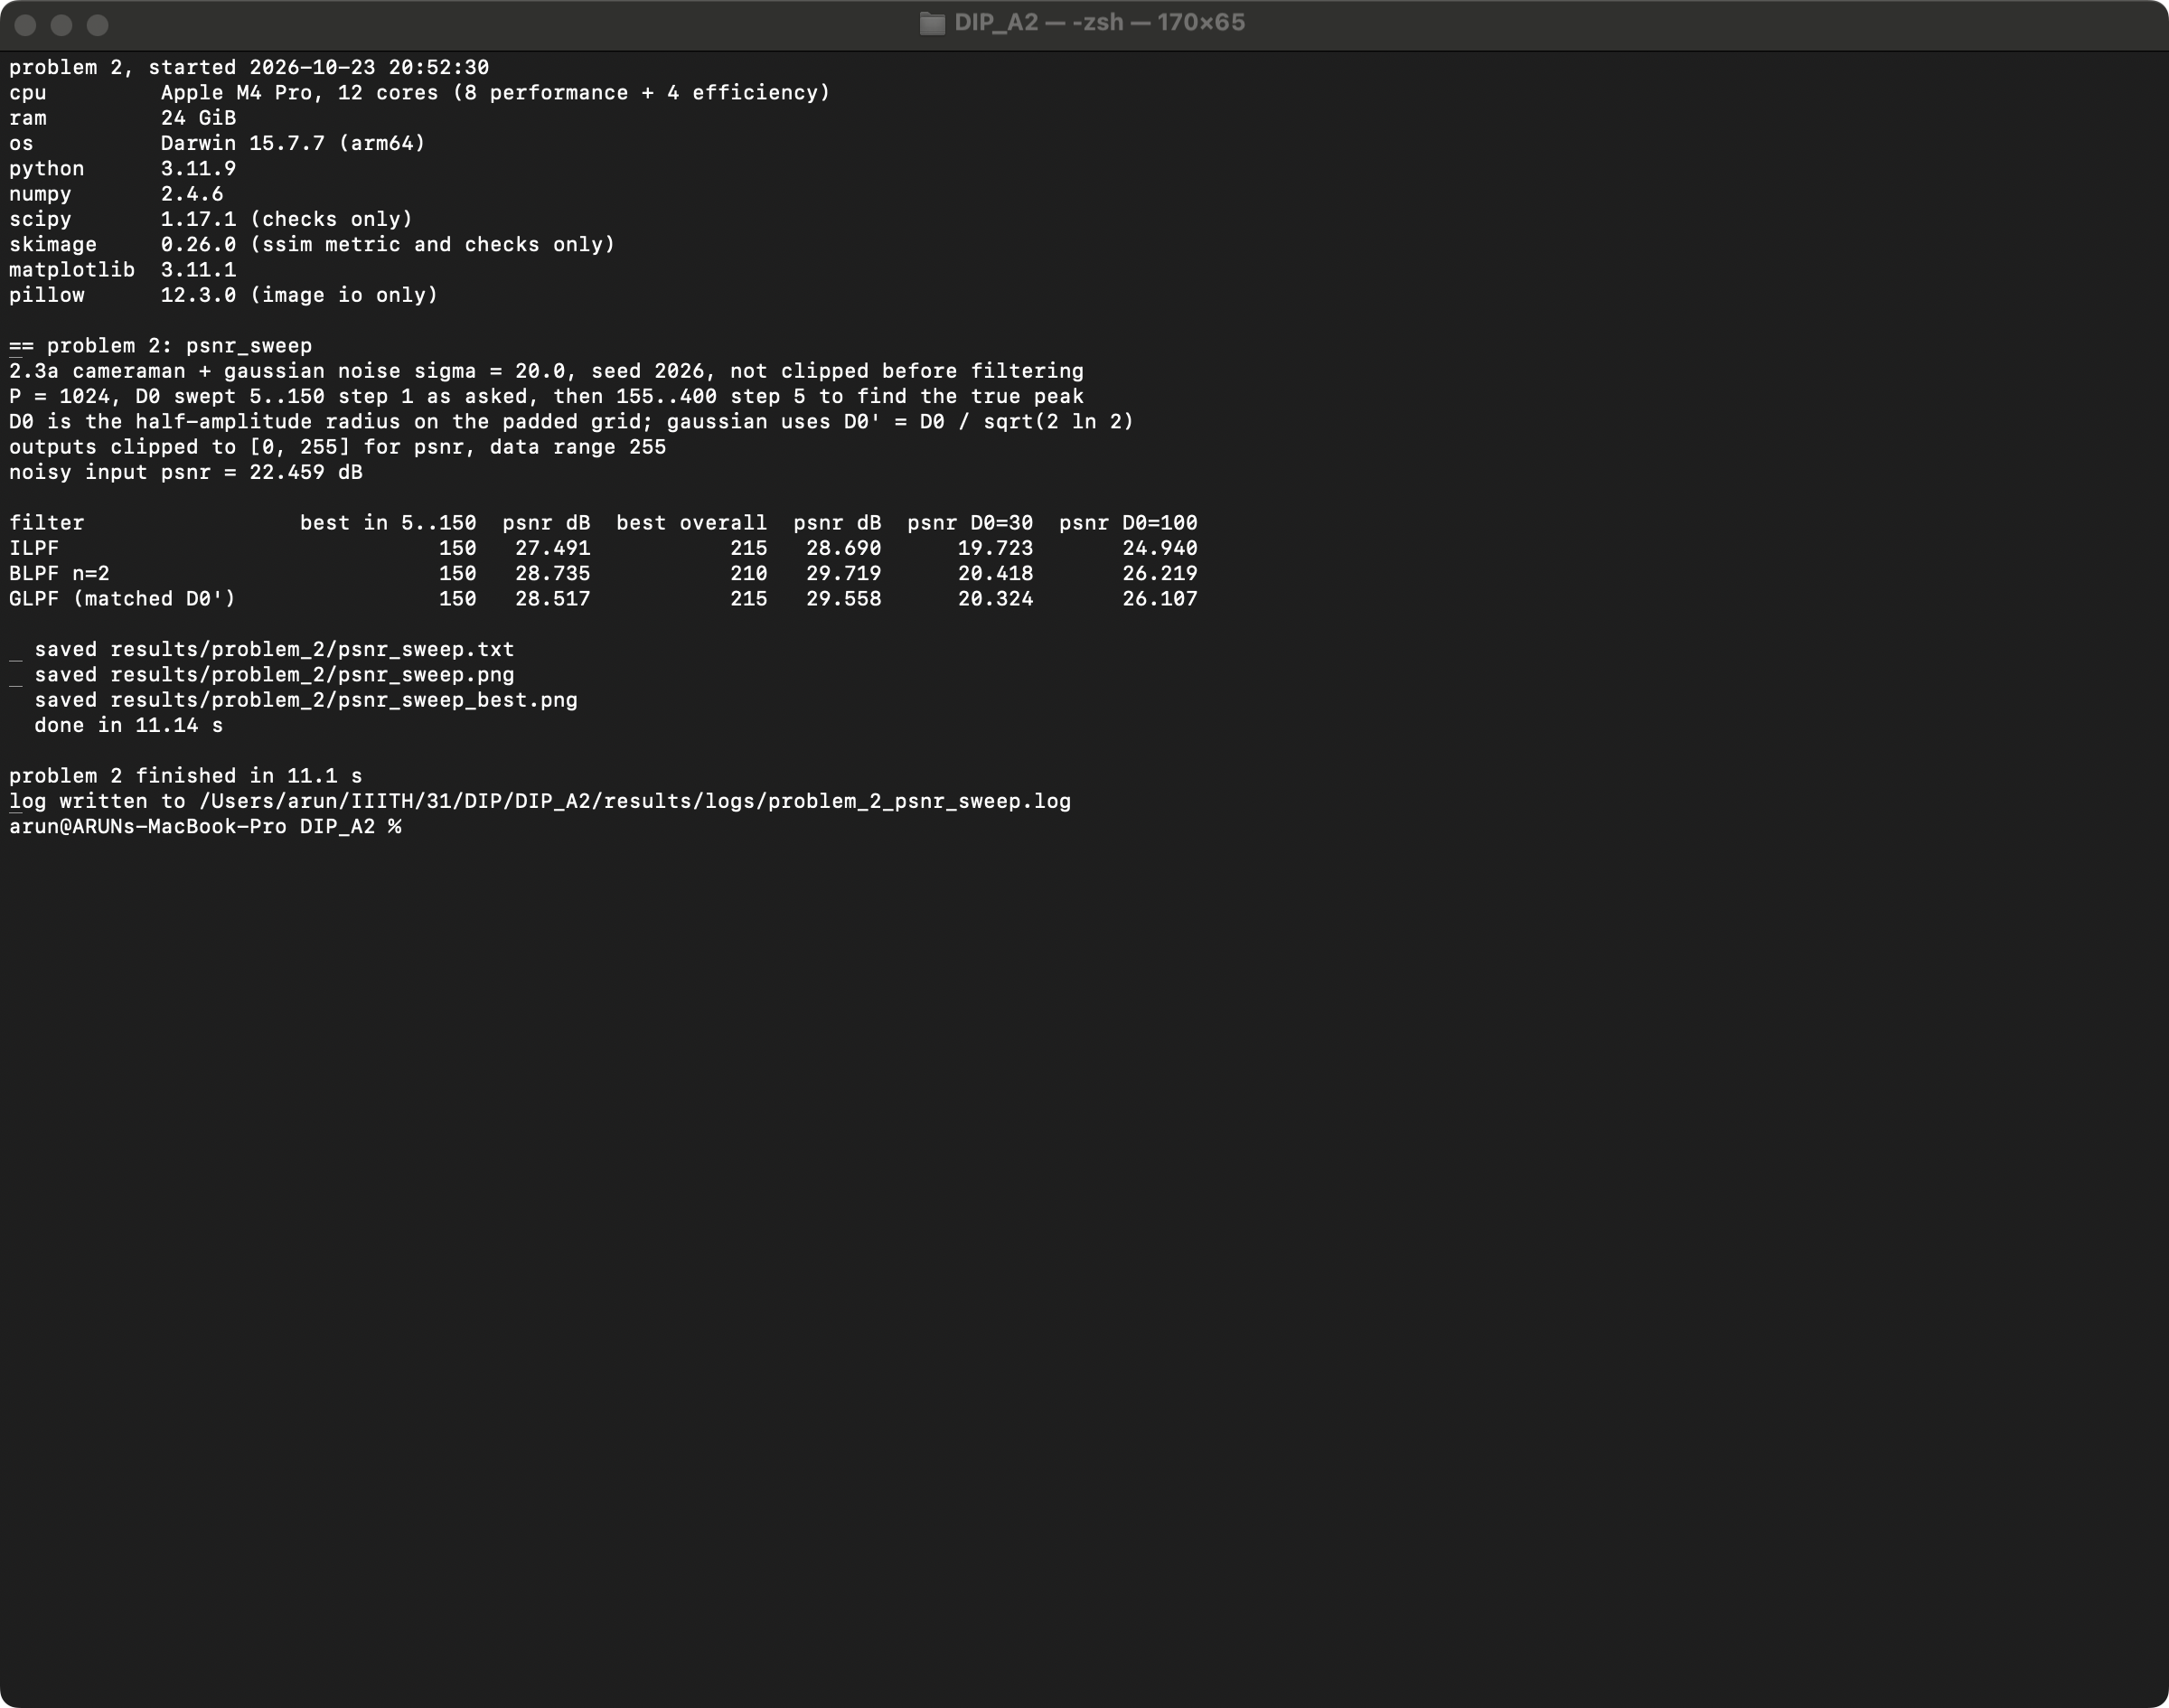 DIP_A2 — -zsh — 170×65
problem 2, started 2026-10-23 20:52:30
cpu         Apple M4 Pro, 12 cores (8 performance + 4 efficiency)
ram         24 GiB
os          Darwin 15.7.7 (arm64)
python      3.11.9
numpy       2.4.6
scipy       1.17.1 (checks only)
skimage     0.26.0 (ssim metric and checks only)
matplotlib  3.11.1
pillow      12.3.0 (image io only)
== problem 2: psnr_sweep
2.3a cameraman + gaussian noise sigma = 20.0, seed 2026, not clipped before filtering
P = 1024, D0 swept 5..150 step 1 as asked, then 155..400 step 5 to find the true peak
D0 is the half-amplitude radius on the padded grid; gaussian uses D0' = D0 / sqrt(2 ln 2)
outputs clipped to [0, 255] for psnr, data range 255
noisy input psnr = 22.459 dB
filter                 best in 5..150  psnr dB  best overall  psnr dB  psnr D0=30  psnr D0=100
ILPF                              150   27.491           215   28.690      19.723       24.940
BLPF n=2                          150   28.735           210   29.719      20.418       26.219
GLPF (matched D0')                150   28.517           215   29.558      20.324       26.107
_ saved results/problem_2/psnr_sweep.txt
_ saved results/problem_2/psnr_sweep.png
  saved results/problem_2/psnr_sweep_best.png
  done in 11.14 s
problem 2 finished in 11.1 s
log written to /Users/arun/IIITH/31/DIP/DIP_A2/results/logs/problem_2_psnr_sweep.log
arun@ARUNs-MacBook-Pro DIP_A2 %